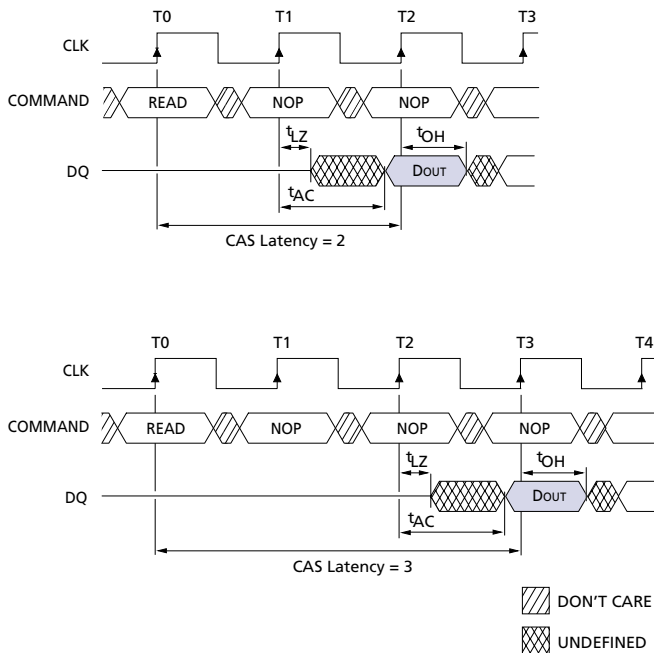 T0 T1 T2 T3
CLK
COMMAND READ NOP NOP
tLZ tOH
DQ DOUT
tAC
CAS Latency = 2
T0 T1 T2 T3 T4
CLK
COMMAND READ NOP NOP NOP
tLZ tOH
DQ DOUT
tAC
CAS Latency = 3
DON'T CARE
UNDEFINED